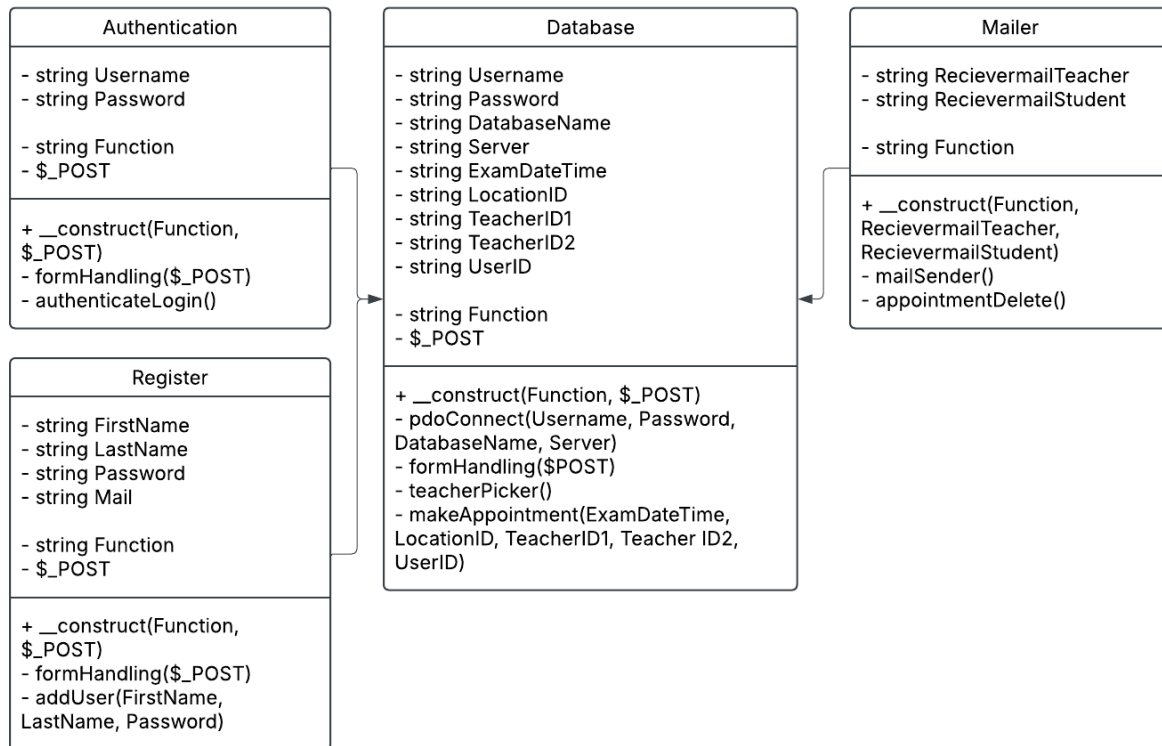 Authentication
- string Username
- string Password
- string Function
- $_POST
+ __construct(Function,
$_POST)
- formHandling($_POST)
- authenticateLogin()
Register
- string FirstName
- string LastName
- string Password
- string Mail
- string Function
- $_POST
+ __construct(Function,
$_POST)
- formHandling($_POST)
- addUser(FirstName,
LastName, Password)
Database
- string Username
- string Password
- string DatabaseName
- string Server
- string ExamDateTime
- string LocationID
- string TeacherID1
- string TeacherID2
- string UserID
- string Function
- $_POST
+ __construct(Function, $_POST)
- pdoConnect(Username, Password,
DatabaseName, Server)
- formHandling($POST)
- teacherPicker()
- makeAppointment(ExamDateTime,
LocationID, TeacherID1, Teacher ID2,
UserID)
Mailer
- string RecievermailTeacher
- string RecievermailStudent
- string Function
+ __construct(Function,
RecievermailTeacher,
RecievermailStudent)
- mailSender()
- appointmentDelete()